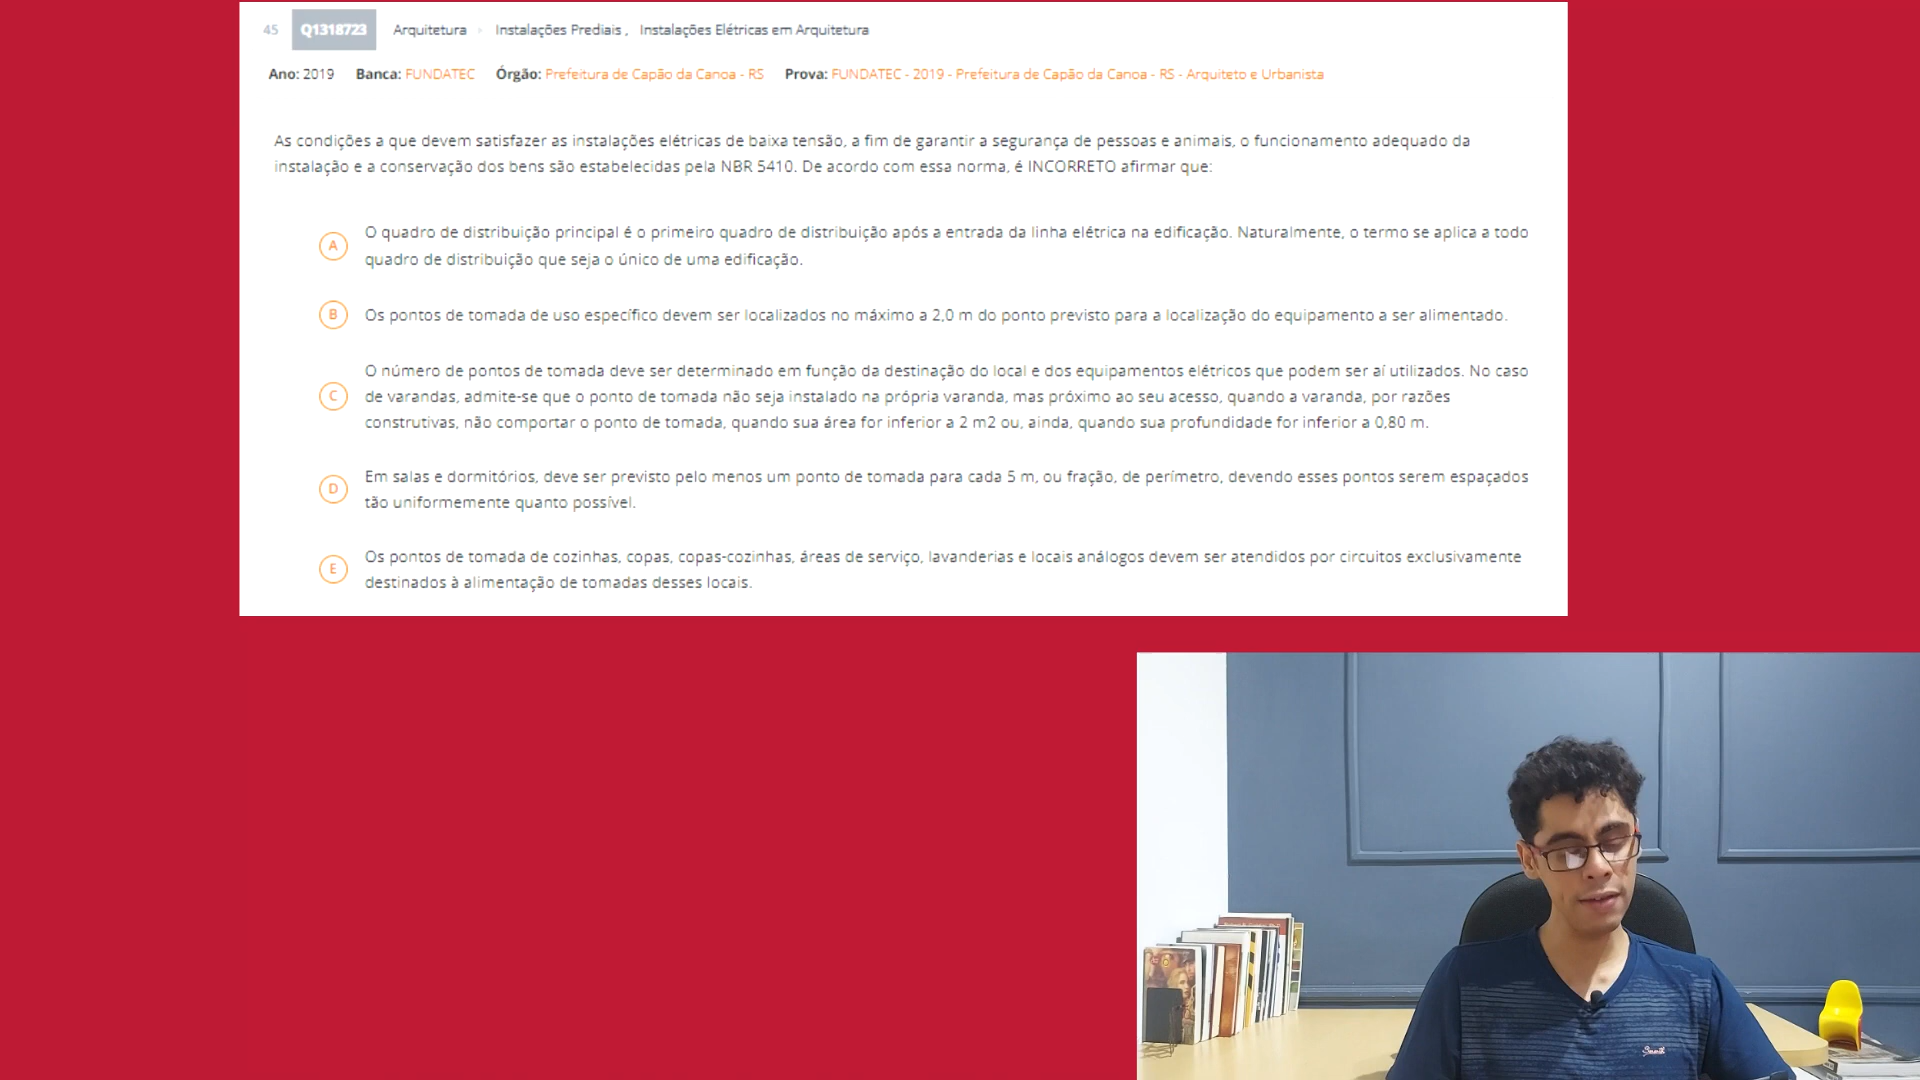 45 Q1318723 Arquitetura > Instalações Prediais , Instalações Elétricas em Arquitetura
Ano: 2019 Banca: FUNDATEC Órgão: Prefeitura de Capão da Canoa - RS Prova: FUNDATEC - 2019 - Prefeitura de Capão da Canoa - RS - Arquiteto e Urbanista
As condições a que devem satisfazer as instalações elétricas de baixa tensão, a fim de garantir a segurança de pessoas e animais, o funcionamento adequado da
instalação e a conservação dos bens são estabelecidas pela NBR 5410. De acordo com essa norma, é INCORRETO afirmar que:
A O quadro de distribuição principal é o primeiro quadro de distribuição após a entrada da linha elétrica na edificação. Naturalmente, o termo se aplica a todo
quadro de distribuição que seja o único de uma edificação.
B Os pontos de tomada de uso específico devem ser localizados no máximo a 2,0 m do ponto previsto para a localização do equipamento a ser alimentado.
C O número de pontos de tomada deve ser determinado em função da destinação do local e dos equipamentos elétricos que podem ser aí utilizados. No caso
de varandas, admite-se que o ponto de tomada não seja instalado na própria varanda, mas próximo ao seu acesso, quando a varanda, por razões
construtivas, não comportar o ponto de tomada, quando sua área for inferior a 2 m2 ou, ainda, quando sua profundidade for inferior a 0,80 m.
D Em salas e dormitórios, deve ser previsto pelo menos um ponto de tomada para cada 5 m, ou fração, de perímetro, devendo esses pontos serem espaçados
tão uniformemente quanto possível.
E Os pontos de tomada de cozinhas, copas, copas-cozinhas, áreas de serviço, lavanderias e locais análogos devem ser atendidos por circuitos exclusivamente
destinados à alimentação de tomadas desses locais.